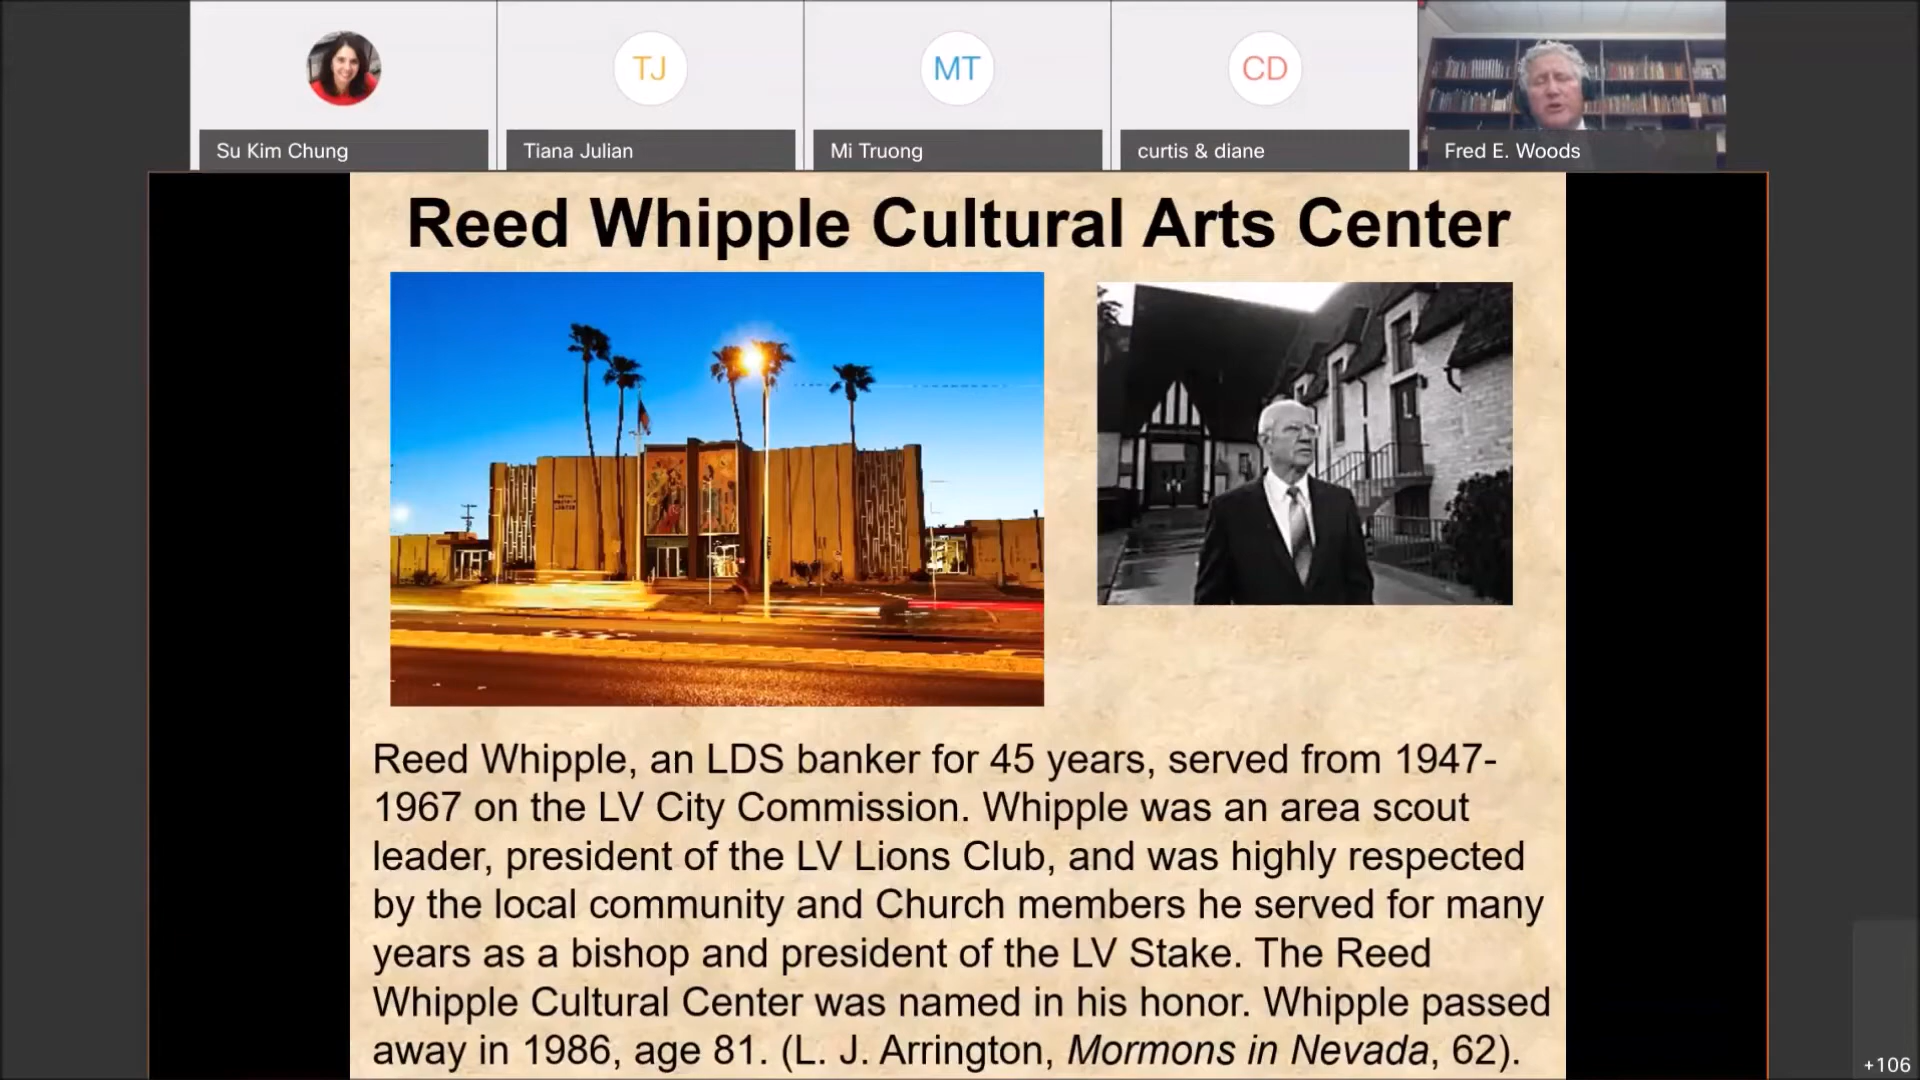 TJ
MT
CD
Su Kim Chung
Tiana Julian
Mi Truong
curtis & diane
Fred E. Woods
Reed Whipple Cultural Arts Center
Reed Whipple, an LDS banker for 45 years, served from 1947-
1967 on the LV City Commission. Whipple was an area scout
leader, president of the LV Lions Club, and was highly respected
by the local community and Church members he served for many
years as a bishop and president of the LV Stake. The Reed
Whipple Cultural Center was named in his honor. Whipple passed
away in 1986, age 81. (L. J. Arrington, Mormons in Nevada, 62).
+106